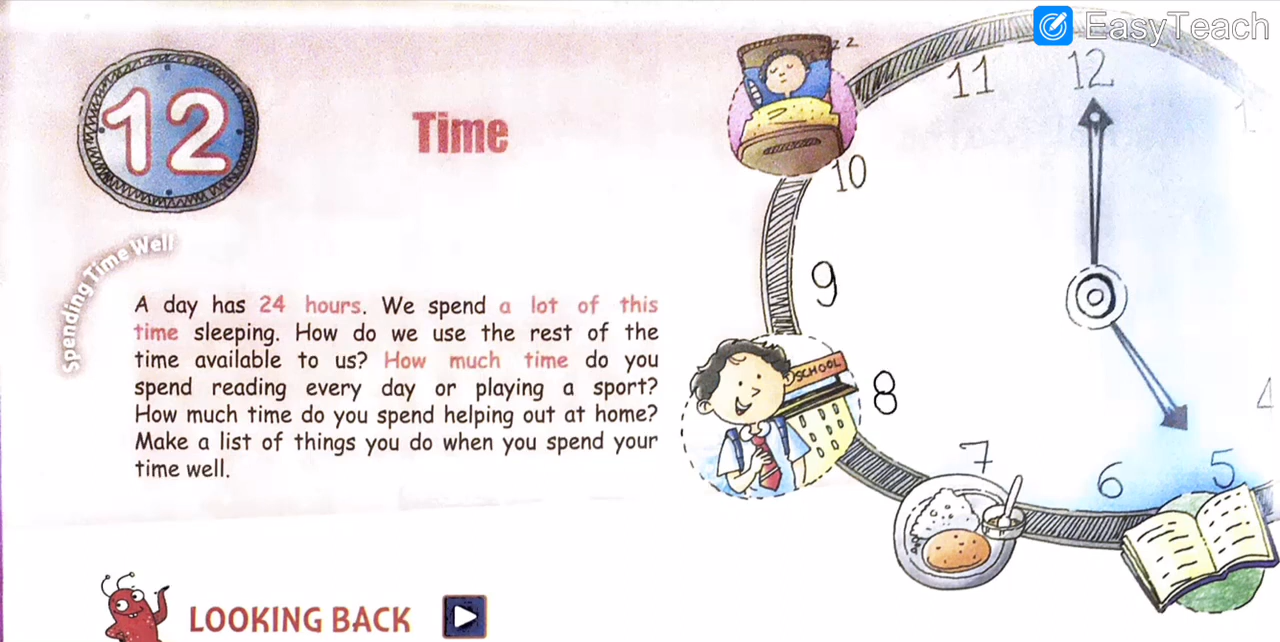 EasyTeach
12
Time
Spending Time Well
A day has 24 hours. We spend a lot of this
time sleeping. How do we use the rest of the
time available to us? How much time do you
spend reading every day or playing a sport?
How much time do you spend helping out at home?
Make a list of things you do when you spend your
time well.
LOOKING BACK
zzz
11
12
1
10
9
SCHOOL
8
4
7
6
5